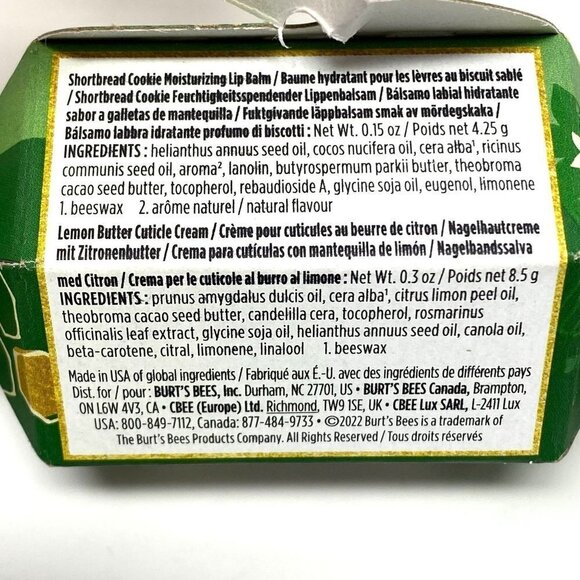 Shortbread Cookie Moisturizing Lip Balm / Baume hydratant pour les lèvres au biscuit sablé
/ Shortbread Cookie Feuchtigkeitsspendender Lippenbalsam / Bálsamo labial hidratante
sabor a galletas de mantequilla / Fuktgivande läppbalsam smak av mördegskaka /
Bálsamo labbra idratante profumo di biscotti : Net Wt. 0.15 oz / Poids net 4.25 g
INGREDIENTS : helianthus annuus seed oil, cocos nucifera oil, cera alba¹, ricinus
communis seed oil, aroma², lanolin, butyrospermum parkii butter, theobroma
cacao seed butter, tocopherol, rebaudioside A, glycine soja oil, eugenol, limonene
1. beeswax 2. arôme naturel / natural flavour
Lemon Butter Cuticle Cream / Crème pour cuticules au beurre de citron / Nagelhautcreme
mit Zitronenbutter / Crema para cutículas con mantequilla de limón / Nagelbandssalva
med Citron / Crema per le cuticole al burro al limone : Net Wt. 0.3 oz / Poids net 8.5 g
INGREDIENTS : prunus amygdalus dulcis oil, cera alba¹, citrus limon peel oil,
theobroma cacao seed butter, candelilla cera, tocopherol, rosmarinus
officinalis leaf extract, glycine soja oil, helianthus annuus seed oil, canola oil,
beta-carotene, citral, limonene, linalool 1. beeswax
Made in USA of global ingredients / Fabriqué aux É.-U. avec des ingrédients de différents pays
Dist. for / pour : BURT'S BEES, Inc. Durham, NC 27701, US • BURT'S BEES Canada, Brampton,
ON L6W 4V3, CA • CBEE (Europe) Ltd. Richmond, TW9 1SE, UK • CBEE Lux SARL, L-2411 Lux
USA: 800-849-7112, Canada: 877-484-9733 • ©2022 Burt's Bees is a trademark of
The Burt's Bees Products Company. All Rights Reserved / Tous droits réservés